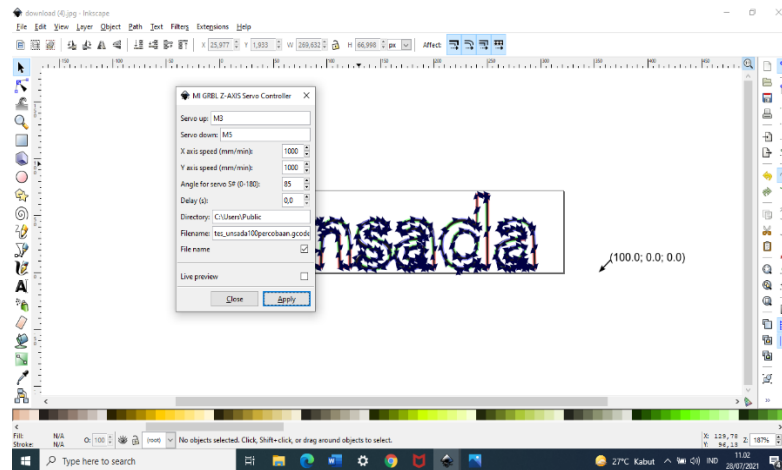 download (4).jpg - Inkscape
File Edit View Layer Object Path Text Filters Extensions Help
X 25,977 Y 1,933 W 269,632 H 66,998 px Affect:
MI GRBL Z-AXIS Servo Controller
Servo up: M3
Servo down: M5
X axis speed (mm/min): 1000
Y axis speed (mm/min): 1000
Angle for servo S# (0-180): 85
Delay (s): 0,0
Directory: C:\Users\Public
Filename: tes_unsada100percobaan.gcode
File name
Live preview
Close Apply
nsada
(100.0; 0.0; 0.0)
Fill: N/A
Stroke: N/A
O: 100 (root) No objects selected. Click, Shift+click, or drag around objects to select.
X: 129,78
Y: 96,13
Z: 187%
Type here to search
27°C Kabut IND 11.02
28/07/2021